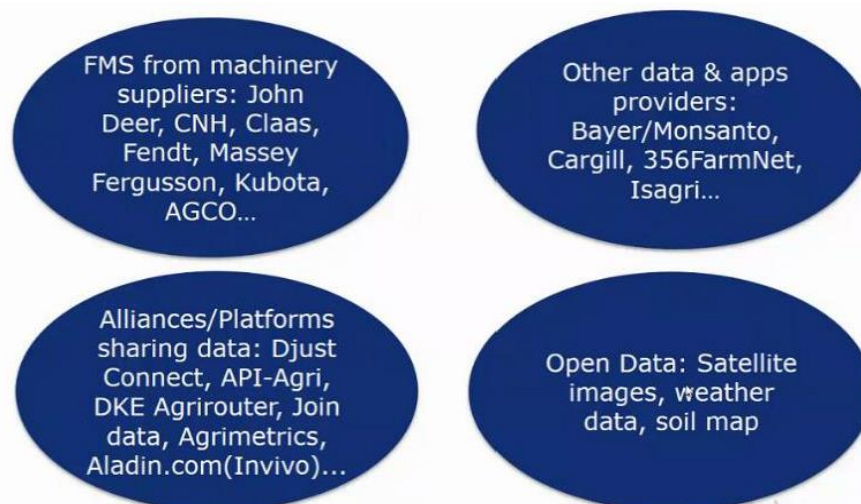 FMS from machinery
suppliers: John
Deer, CNH, Claas,
Fendt, Massey
Fergusson, Kubota,
AGCO...
Other data & apps
providers:
Bayer/Monsanto,
Cargill, 356FarmNet,
Isagri...
Alliances/Platforms
sharing data: Djust
Connect, API-Agri,
DKE Agrirouter, Join
data, Agrimetrics,
Aladin.com(Invivo)...
Open Data: Satellite
images, weather
data, soil map